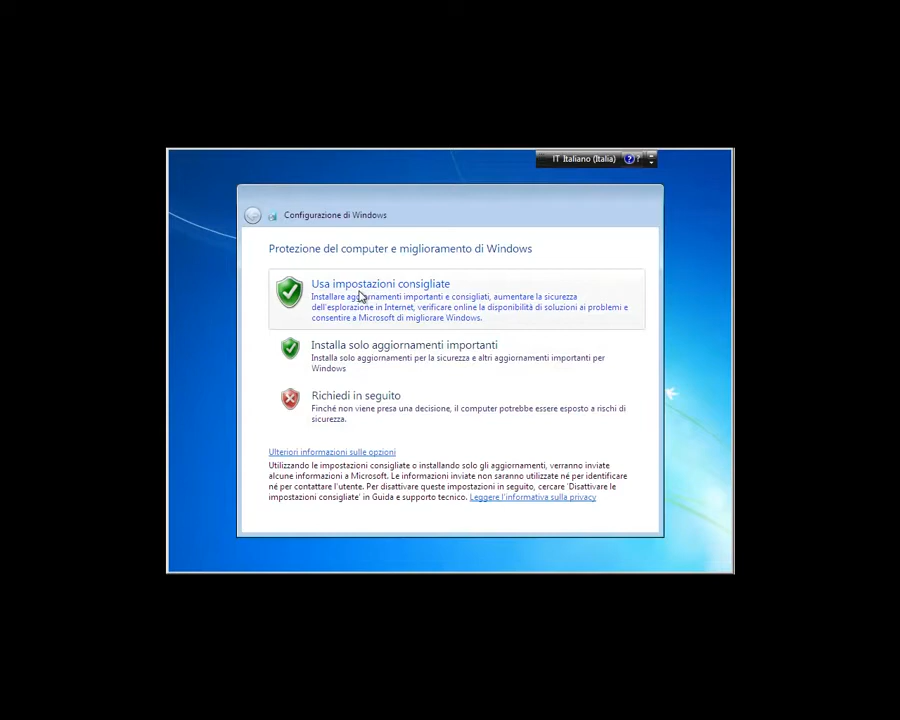 IT Italiano (Italia) ? ?
Configurazione di Windows
Protezione del computer e miglioramento di Windows
Usa impostazioni consigliate
Installare aggiornamenti importanti e consigliati, aumentare la sicurezza
dell'esplorazione in Internet, verificare online la disponibilità di soluzioni ai problemi e
consentire a Microsoft di migliorare Windows.
Installa solo aggiornamenti importanti
Installa solo aggiornamenti per la sicurezza e altri aggiornamenti importanti per
Windows
Richiedi in seguito
Finché non viene presa una decisione, il computer potrebbe essere esposto a rischi di
sicurezza.
Ulteriori informazioni sulle opzioni
Utilizzando le impostazioni consigliate o installando solo gli aggiornamenti, verranno inviate
alcune informazioni a Microsoft. Le informazioni inviate non saranno utilizzate né per identificare
né per contattare l'utente. Per disattivare queste impostazioni in seguito, cercare 'Disattivare le
impostazioni consigliate' in Guida e supporto tecnico. Leggere l'informativa sulla privacy